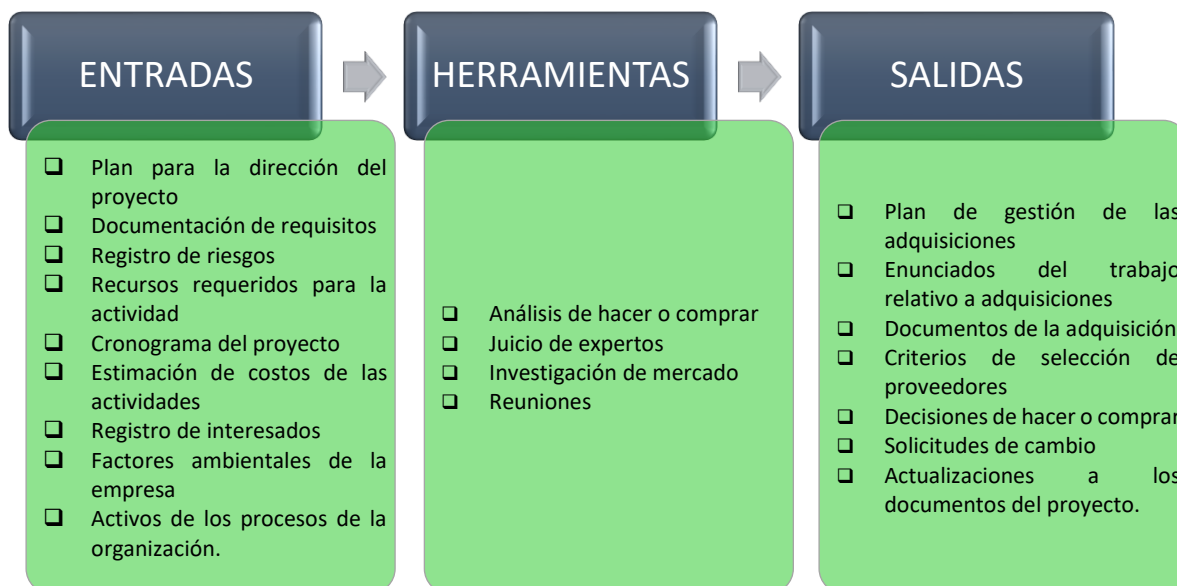 ENTRADAS
Plan para la dirección del
proyecto
Documentación de requisitos
Registro de riesgos
Recursos requeridos para la
actividad
Cronograma del proyecto
Estimación de costos de las
actividades
Registro de interesados
Factores ambientales de la
empresa
Activos de los procesos de la
organización.
HERRAMIENTAS
Análisis de hacer o comprar
Juicio de expertos
Investigación de mercado
Reuniones
SALIDAS
Plan de gestión de las
adquisiciones
Enunciados del trabajo
relativo a adquisiciones
Documentos de la adquisición
Criterios de selección de
proveedores
Decisiones de hacer o comprar
Solicitudes de cambio
Actualizaciones a los
documentos del proyecto.